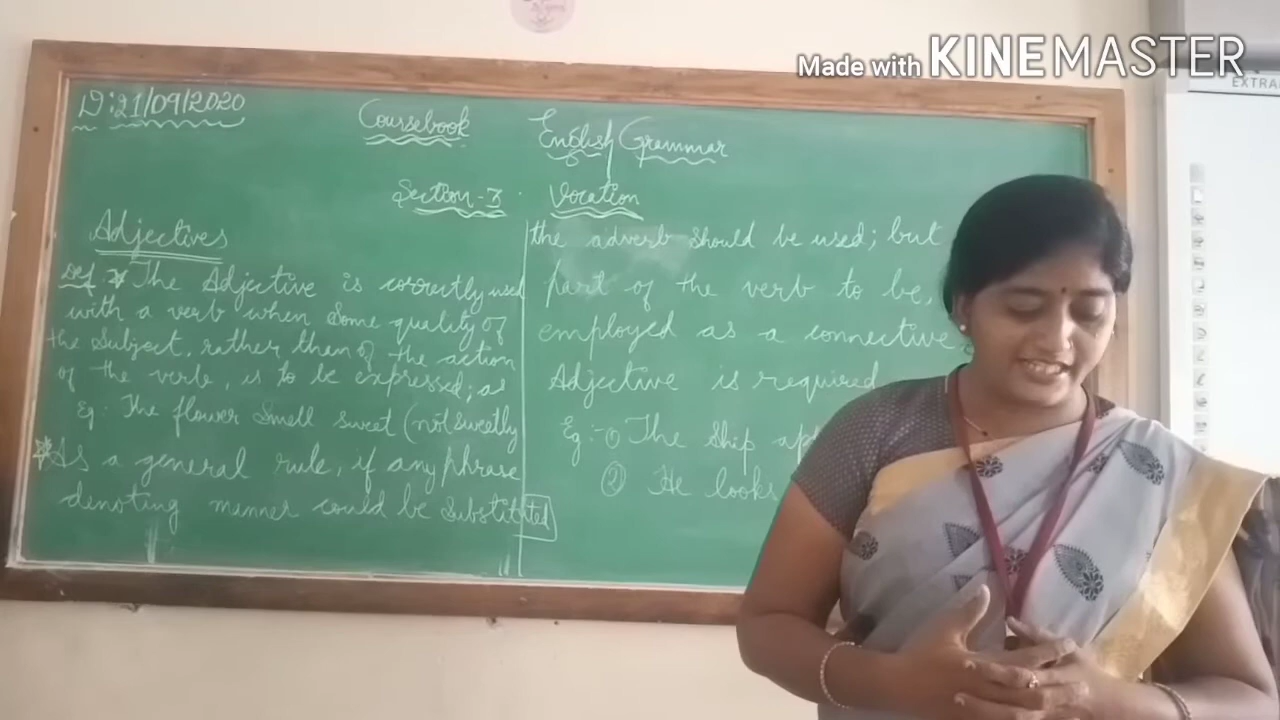 Made with KINEMASTER
EXTRA
D: 21/09/2020
Coursebook English Grammar
Section-3. Vocation
Adjectives
Def :- The Adjective is correctly used
with a verb when some quality of
the Subject, rather then of the action
of the verb, is to be expressed; as
Eg: The flower smell sweet (not sweetly
As a general rule, if any phrase
denoting manner could be Substituted
the adverb should be used; but
part of the verb to be,
employed as a connective
Adjective is required
Eg:- ① The Ship
② He looks